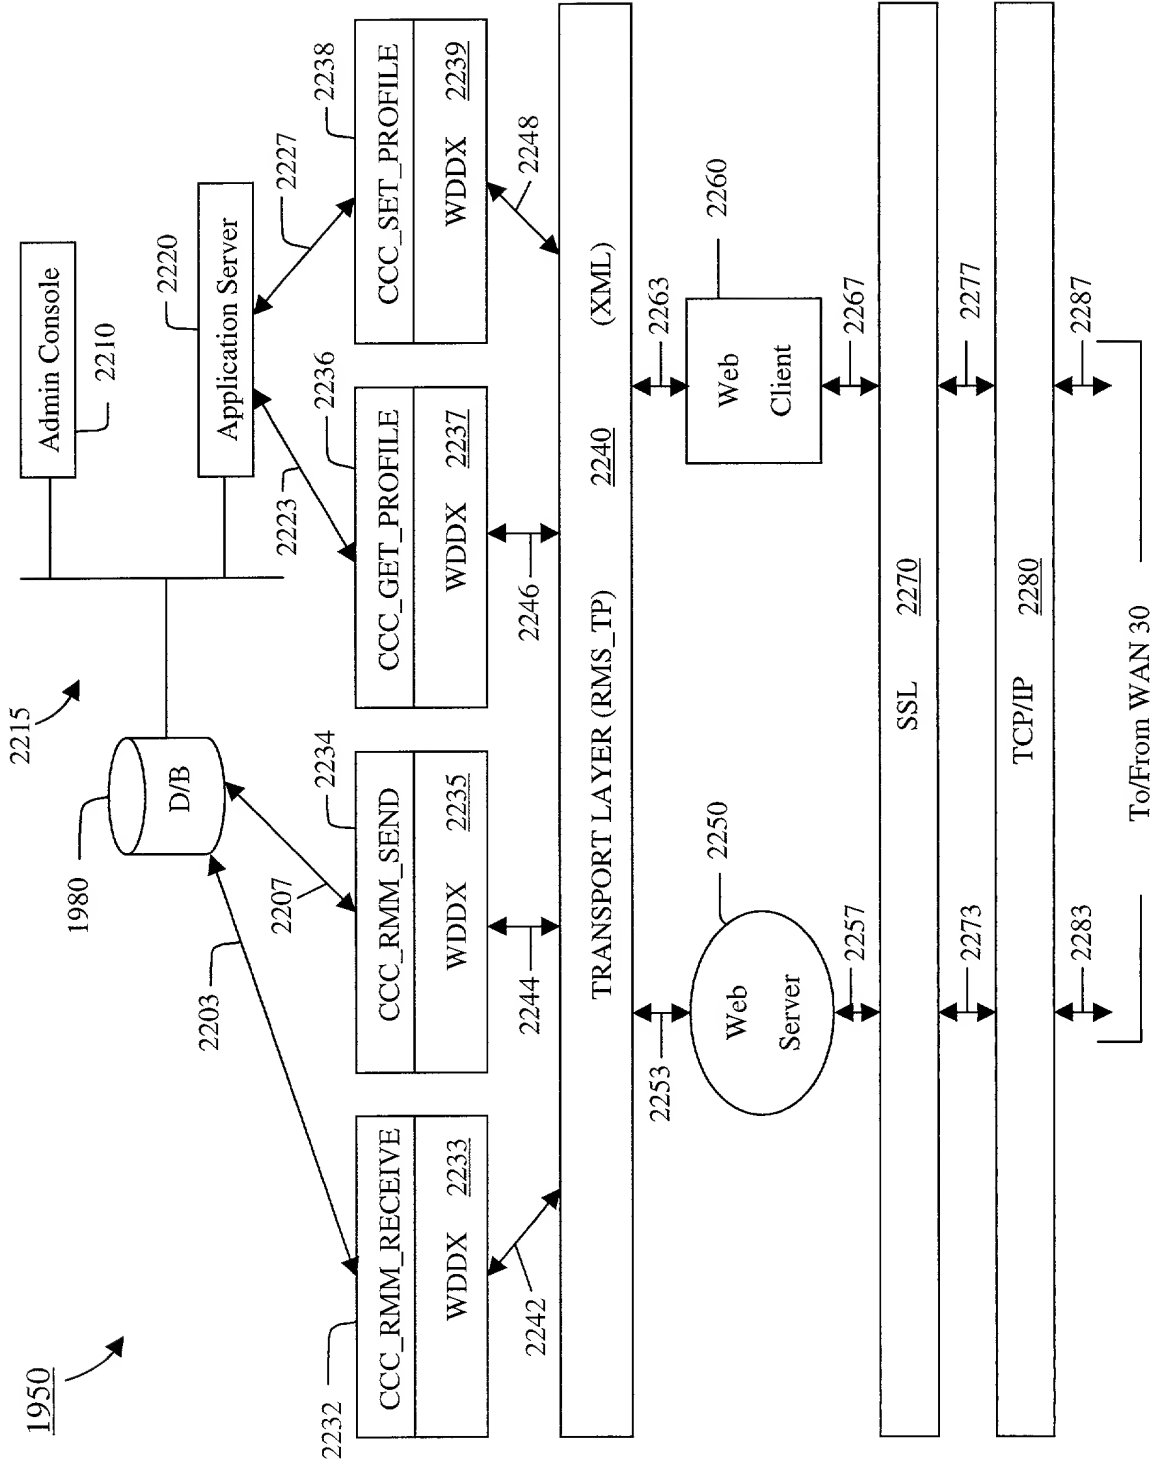 1950
2215
Admin Console
2210
1980
D/B
2220
Application Server
2203
2207
2223
2227
2232
2234
2236
2238
CCC_RMM_RECEIVE
WDDX 2233
CCC_RMM_SEND
WDDX 2235
CCC_GET_PROFILE
WDDX 2237
CCC_SET_PROFILE
WDDX 2239
2242
2244
2246
2248
TRANSPORT LAYER (RMS_TP) 2240 (XML)
2253
2263
2250
Web
Server
2260
Web
Client
2257
2267
SSL 2270
2273
2277
TCP/IP 2280
2283
2287
To/From WAN 30